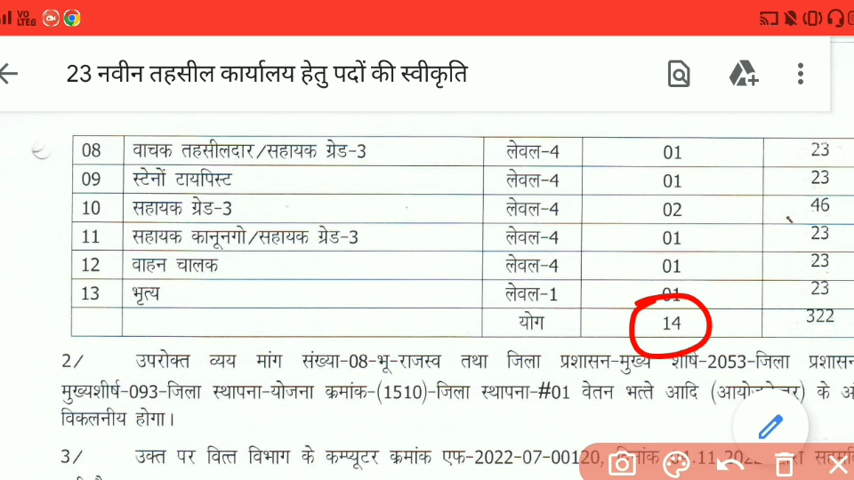 VO LTE
23 नवीन तहसील कार्यालय हेतु पदों की स्वीकृति
08 वाचक तहसीलदार/सहायक ग्रेड-3 लेवल-4 01 23
09 स्टेनों टायपिस्ट लेवल-4 01 23
10 सहायक ग्रेड-3 लेवल-4 02 46
11 सहायक कानूनगो/सहायक ग्रेड-3 लेवल-4 01 23
12 वाहन चालक लेवल-4 01 23
13 भृत्य लेवल-1 01 23
योग 14 322
2/ उपरोक्त व्यय मांग संख्या-08-भू-राजस्व तथा जिला प्रशासन-मुख्य शीर्ष-2053-जिला प्रशासन
मुख्यशीर्ष-093-जिला स्थापना-योजना क्रमांक-(1510)-जिला स्थापना-#01 वेतन भत्ते आदि के
विकलनीय होगा।
3/ उक्त पर वित्त विभाग के कम्प्यूटर क्रमांक एफ-2022-07-00120,